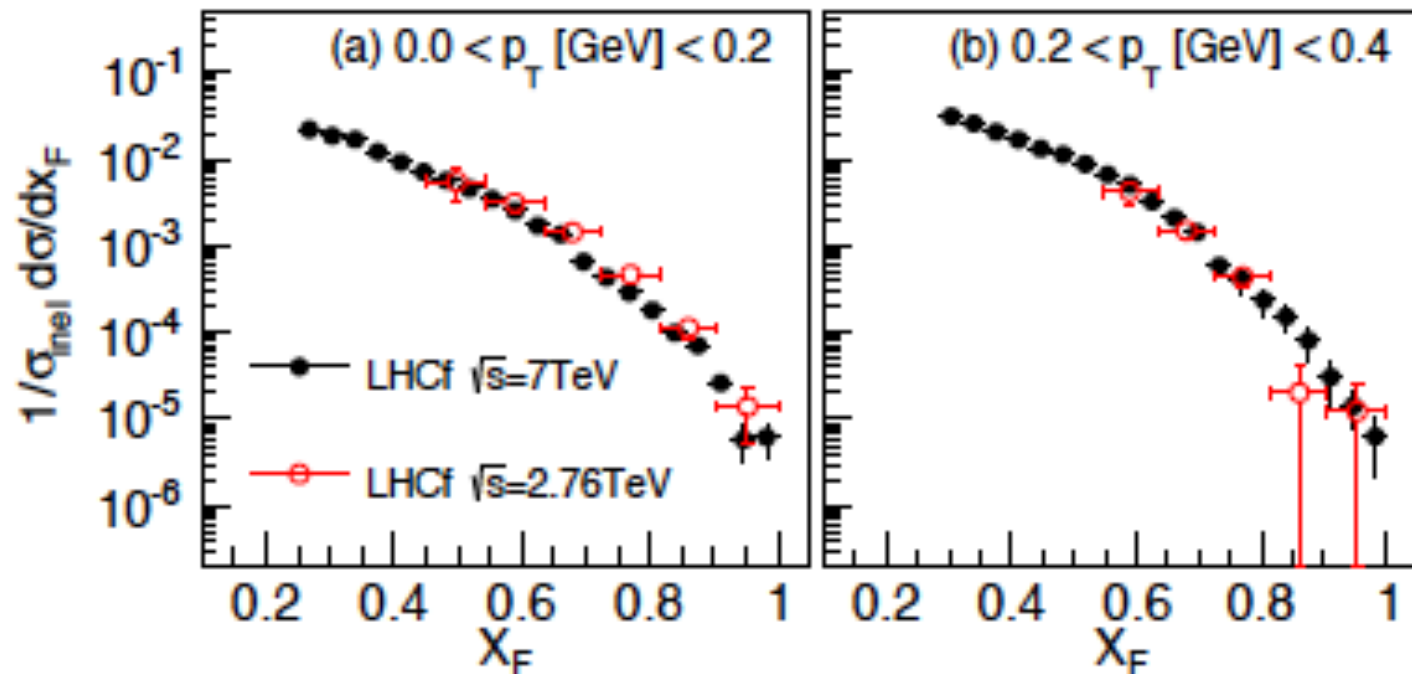 (a) 0.0 < p_T [GeV] < 0.2
(b) 0.2 < p_T [GeV] < 0.4
1/σ_inel dσ/dx_F
10^-1
10^-2
10^-3
10^-4
10^-5
10^-6
LHCf √s=7TeV
LHCf √s=2.76TeV
0.2 0.4 0.6 0.8 1
0.2 0.4 0.6 0.8 1
X_F
X_F